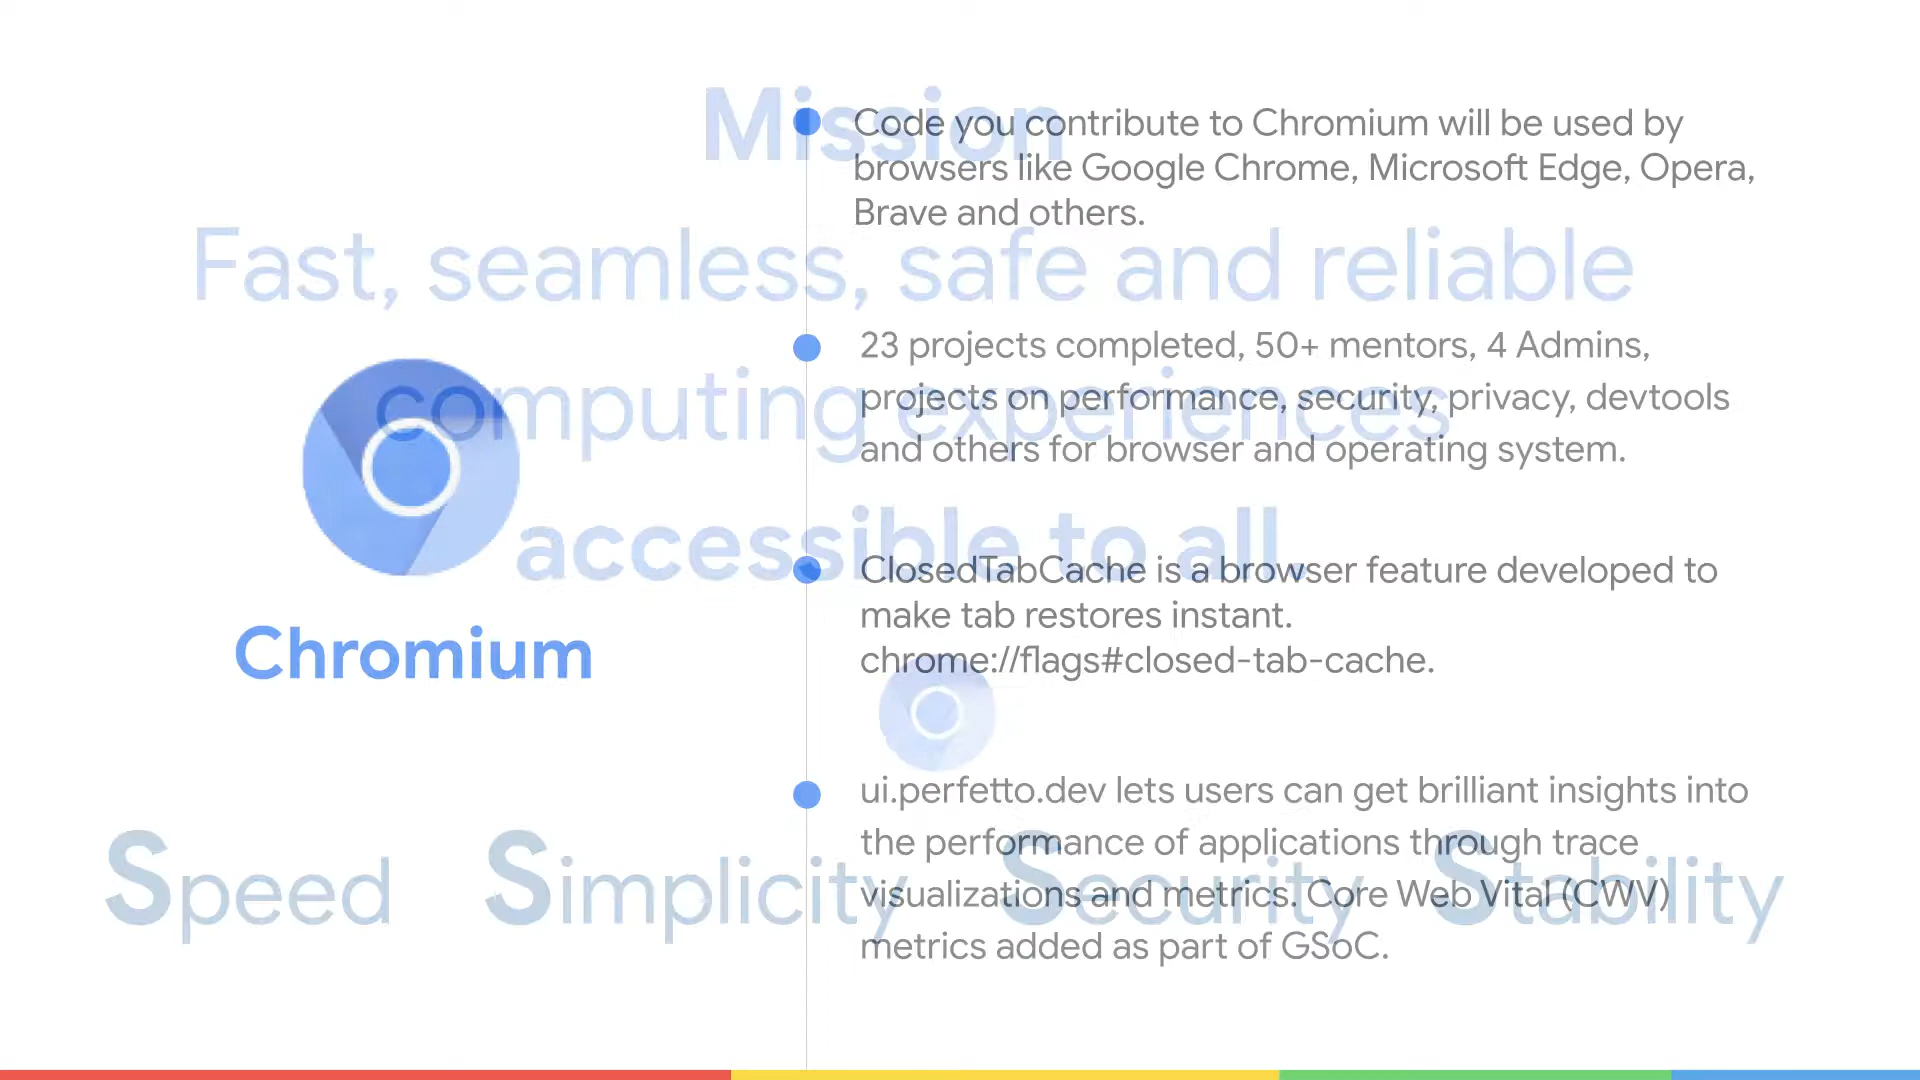 Mission
Fast, seamless, safe and reliable
computing experiences
accessible to all.
Speed Simplicity Security Stability
Chromium
Code you contribute to Chromium will be used by
browsers like Google Chrome, Microsoft Edge, Opera,
Brave and others.
23 projects completed, 50+ mentors, 4 Admins,
projects on performance, security, privacy, devtools
and others for browser and operating system.
ClosedTabCache is a browser feature developed to
make tab restores instant.
chrome://flags#closed-tab-cache.
ui.perfetto.dev lets users can get brilliant insights into
the performance of applications through trace
visualizations and metrics. Core Web Vital (CWV)
metrics added as part of GSoC.